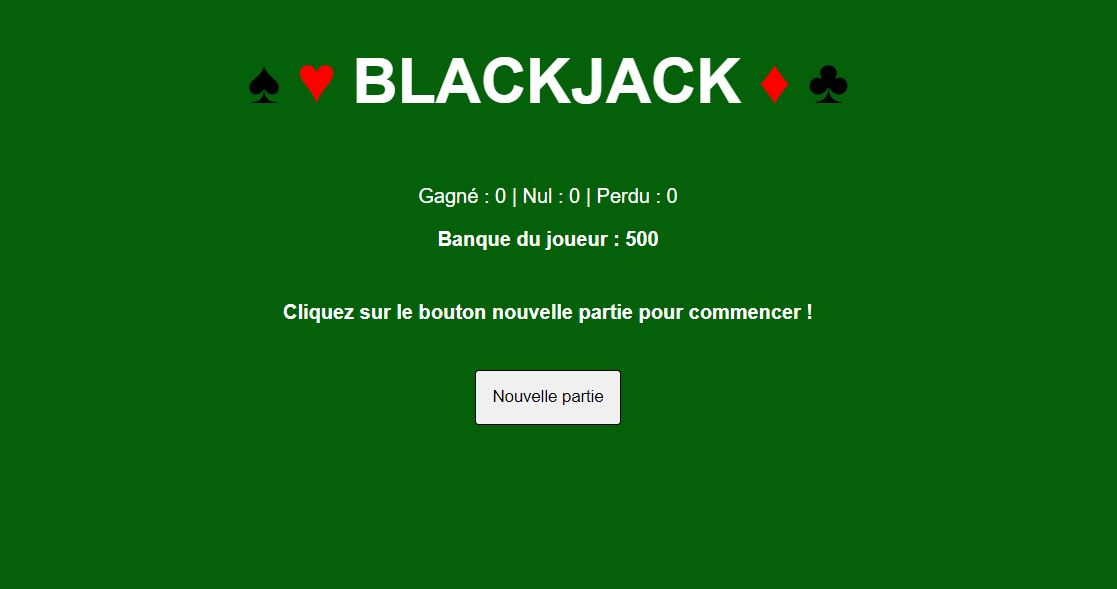 ♠ ♥ BLACKJACK ♦ ♣
Gagné : 0 | Nul : 0 | Perdu : 0
Banque du joueur : 500
Cliquez sur le bouton nouvelle partie pour commencer !
Nouvelle partie